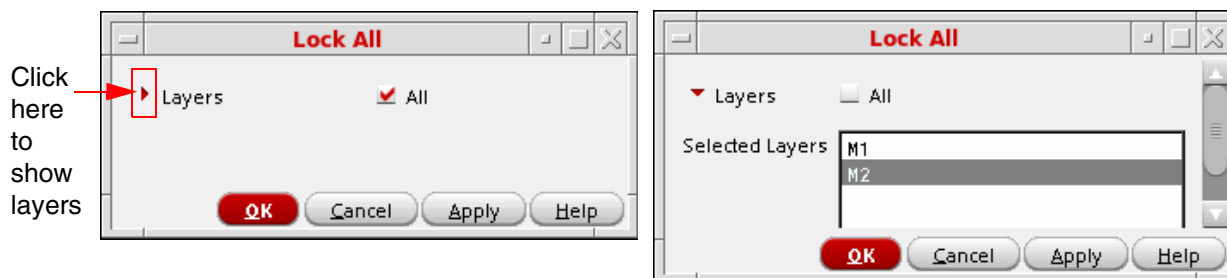 Click
here
to
show
layers
Lock All
Layers All
OK Cancel Apply Help
Lock All
Layers All
Selected Layers M1
M2
OK Cancel Apply Help